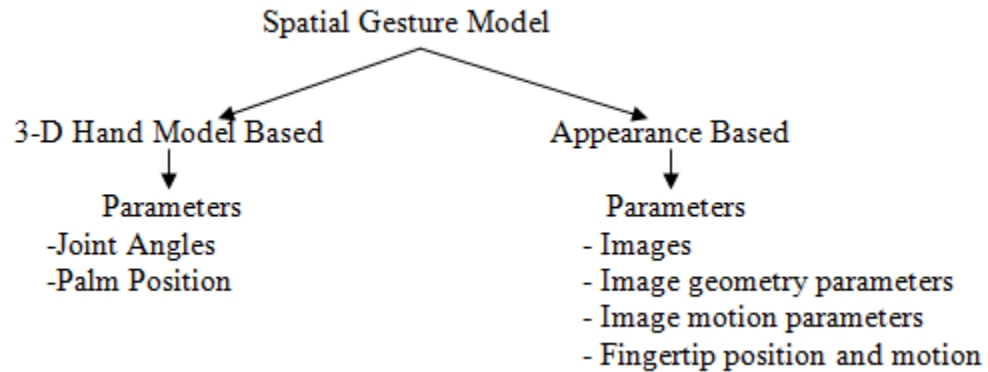 Spatial Gesture Model
3-D Hand Model Based
Parameters
-Joint Angles
-Palm Position
Appearance Based
Parameters
- Images
- Image geometry parameters
- Image motion parameters
- Fingertip position and motion